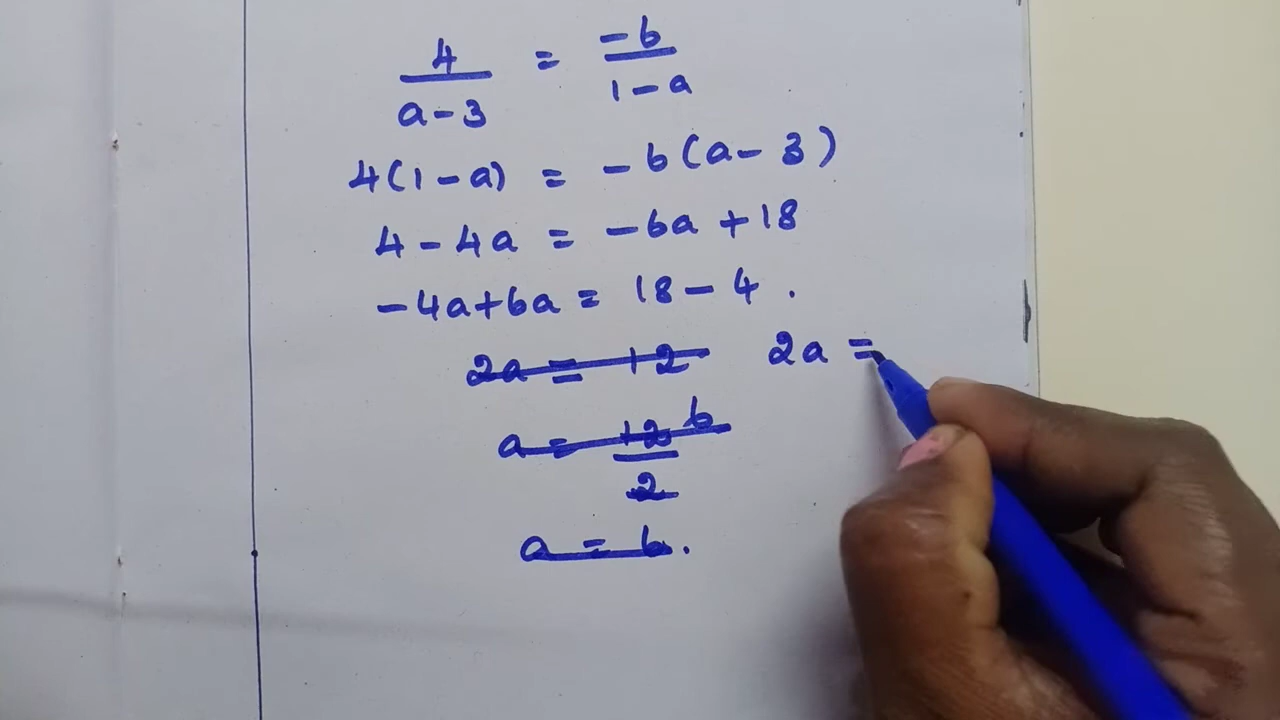 4/(a-3) = -6/(1-a)
4(1-a) = -6(a-3)
4-4a = -6a+18
-4a+6a = 18-4.
2a = 12 2a =
a = 12/2 6
a = 6.